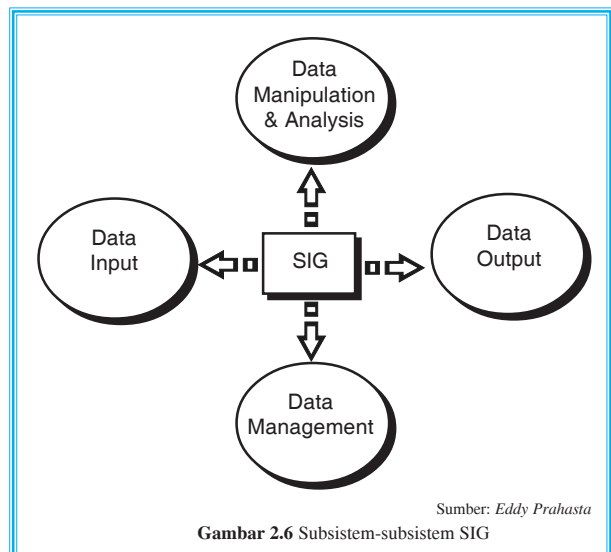 Data
Manipulation
& Analysis
Data
Input
SIG
Data
Output
Data
Management
Sumber: Eddy Prahasta
Gambar 2.6 Subsistem-subsistem SIG